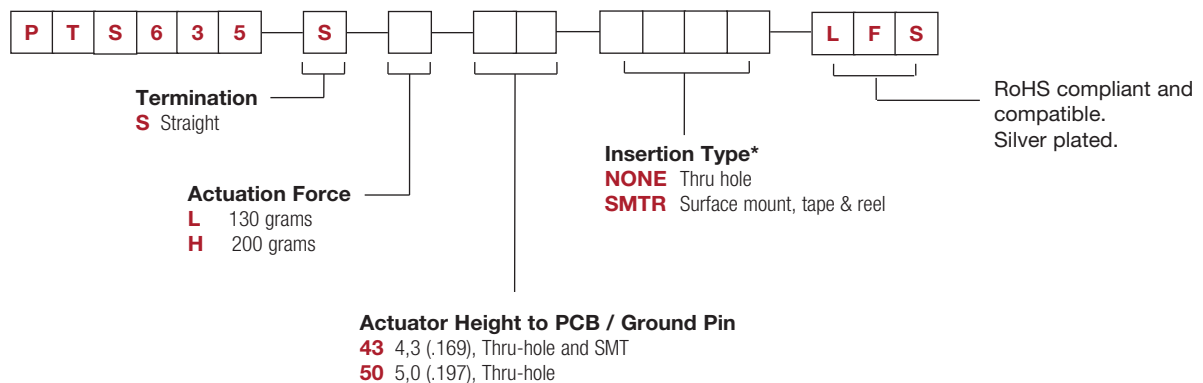 P T S 6 3 5 S L F S
Termination
S Straight
Actuation Force
L 130 grams
H 200 grams
Actuator Height to PCB / Ground Pin
43 4,3 (.169), Thru-hole and SMT
50 5,0 (.197), Thru-hole
Insertion Type*
NONE Thru hole
SMTR Surface mount, tape & reel
RoHS compliant and
compatible.
Silver plated.